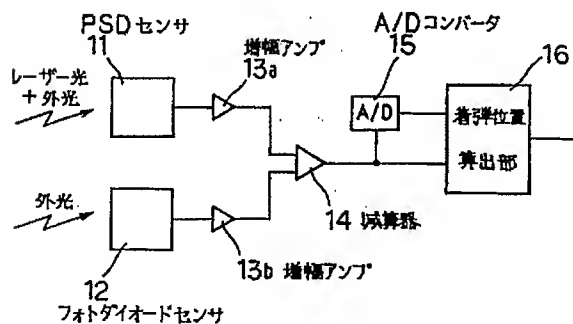 PSDセンサ
11
レーザー光
+外光
増幅アンプ
13a
A/Dコンバータ
15
A/D
16
着弾位置
算出部
14 減算器
外光
12
フォトダイオードセンサ
13b 増幅アンプ